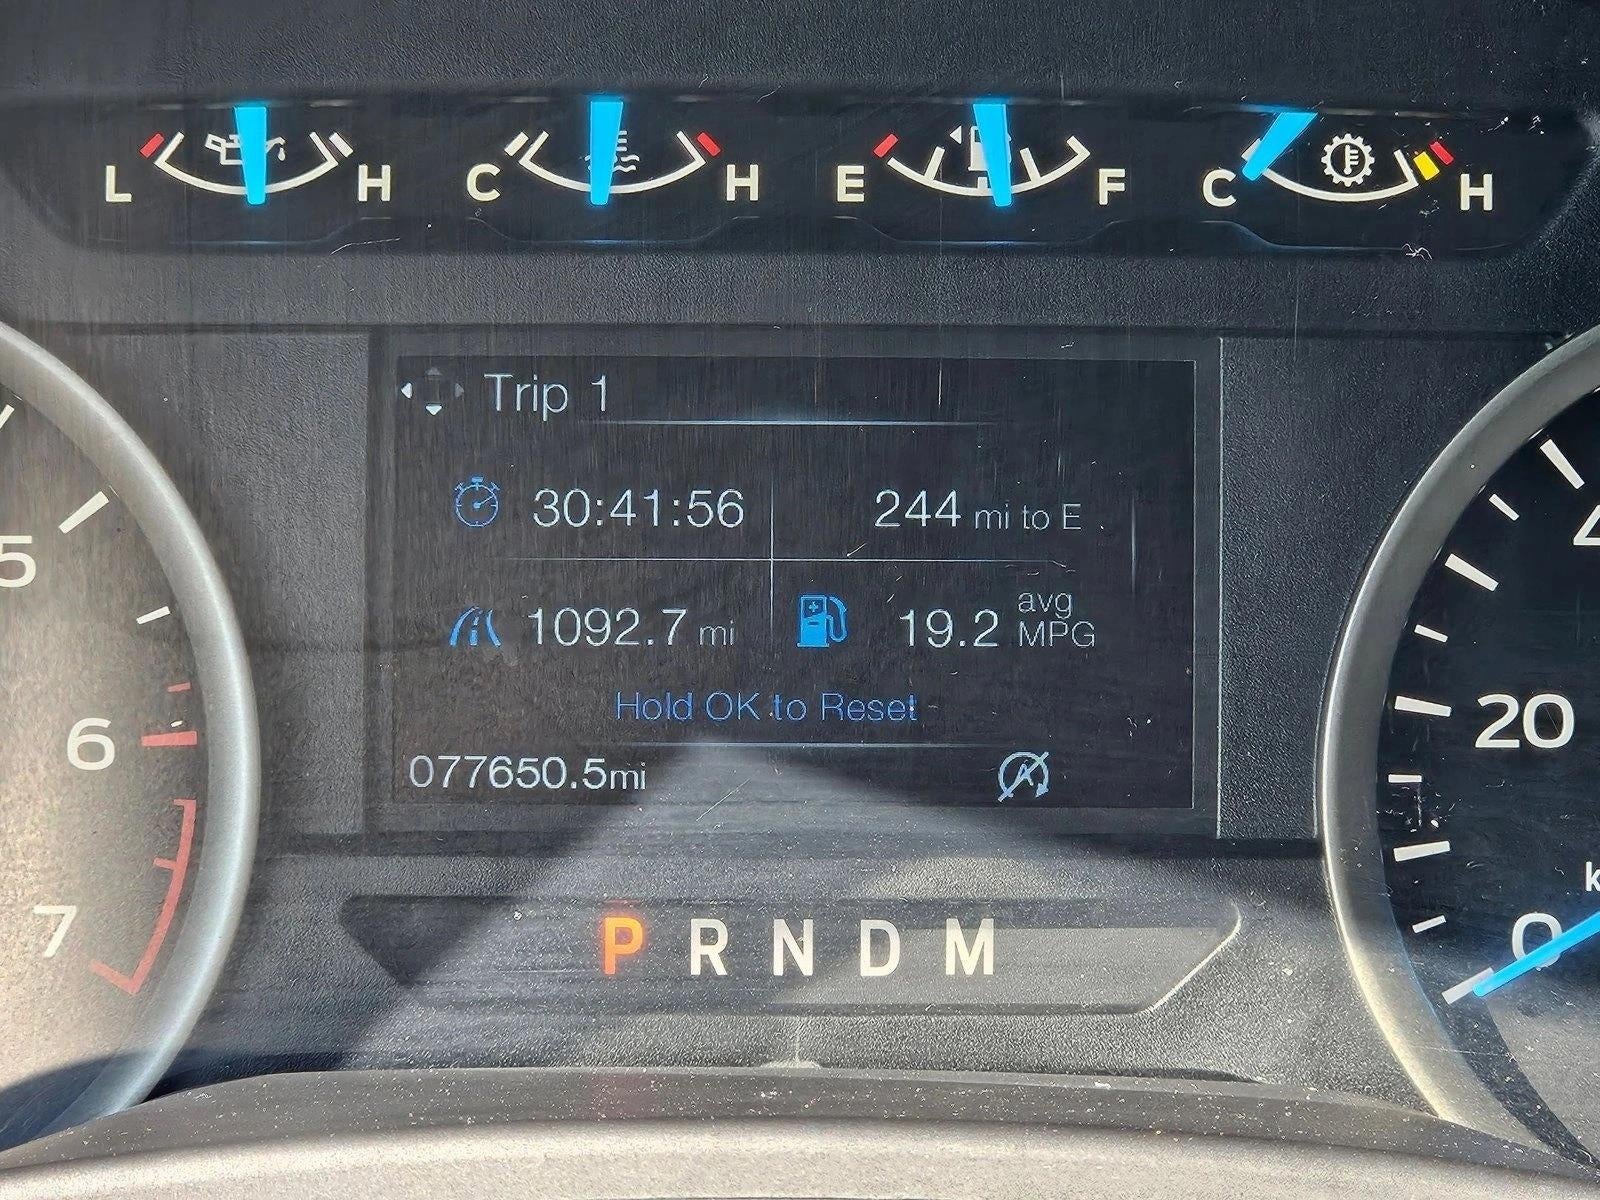 L H C H E F C H
Trip 1
30:41:56 244 mi to E
1092.7 mi 19.2 avg MPG
Hold OK to Reset
077650.5mi
P R N D M
5
6
7
20
0